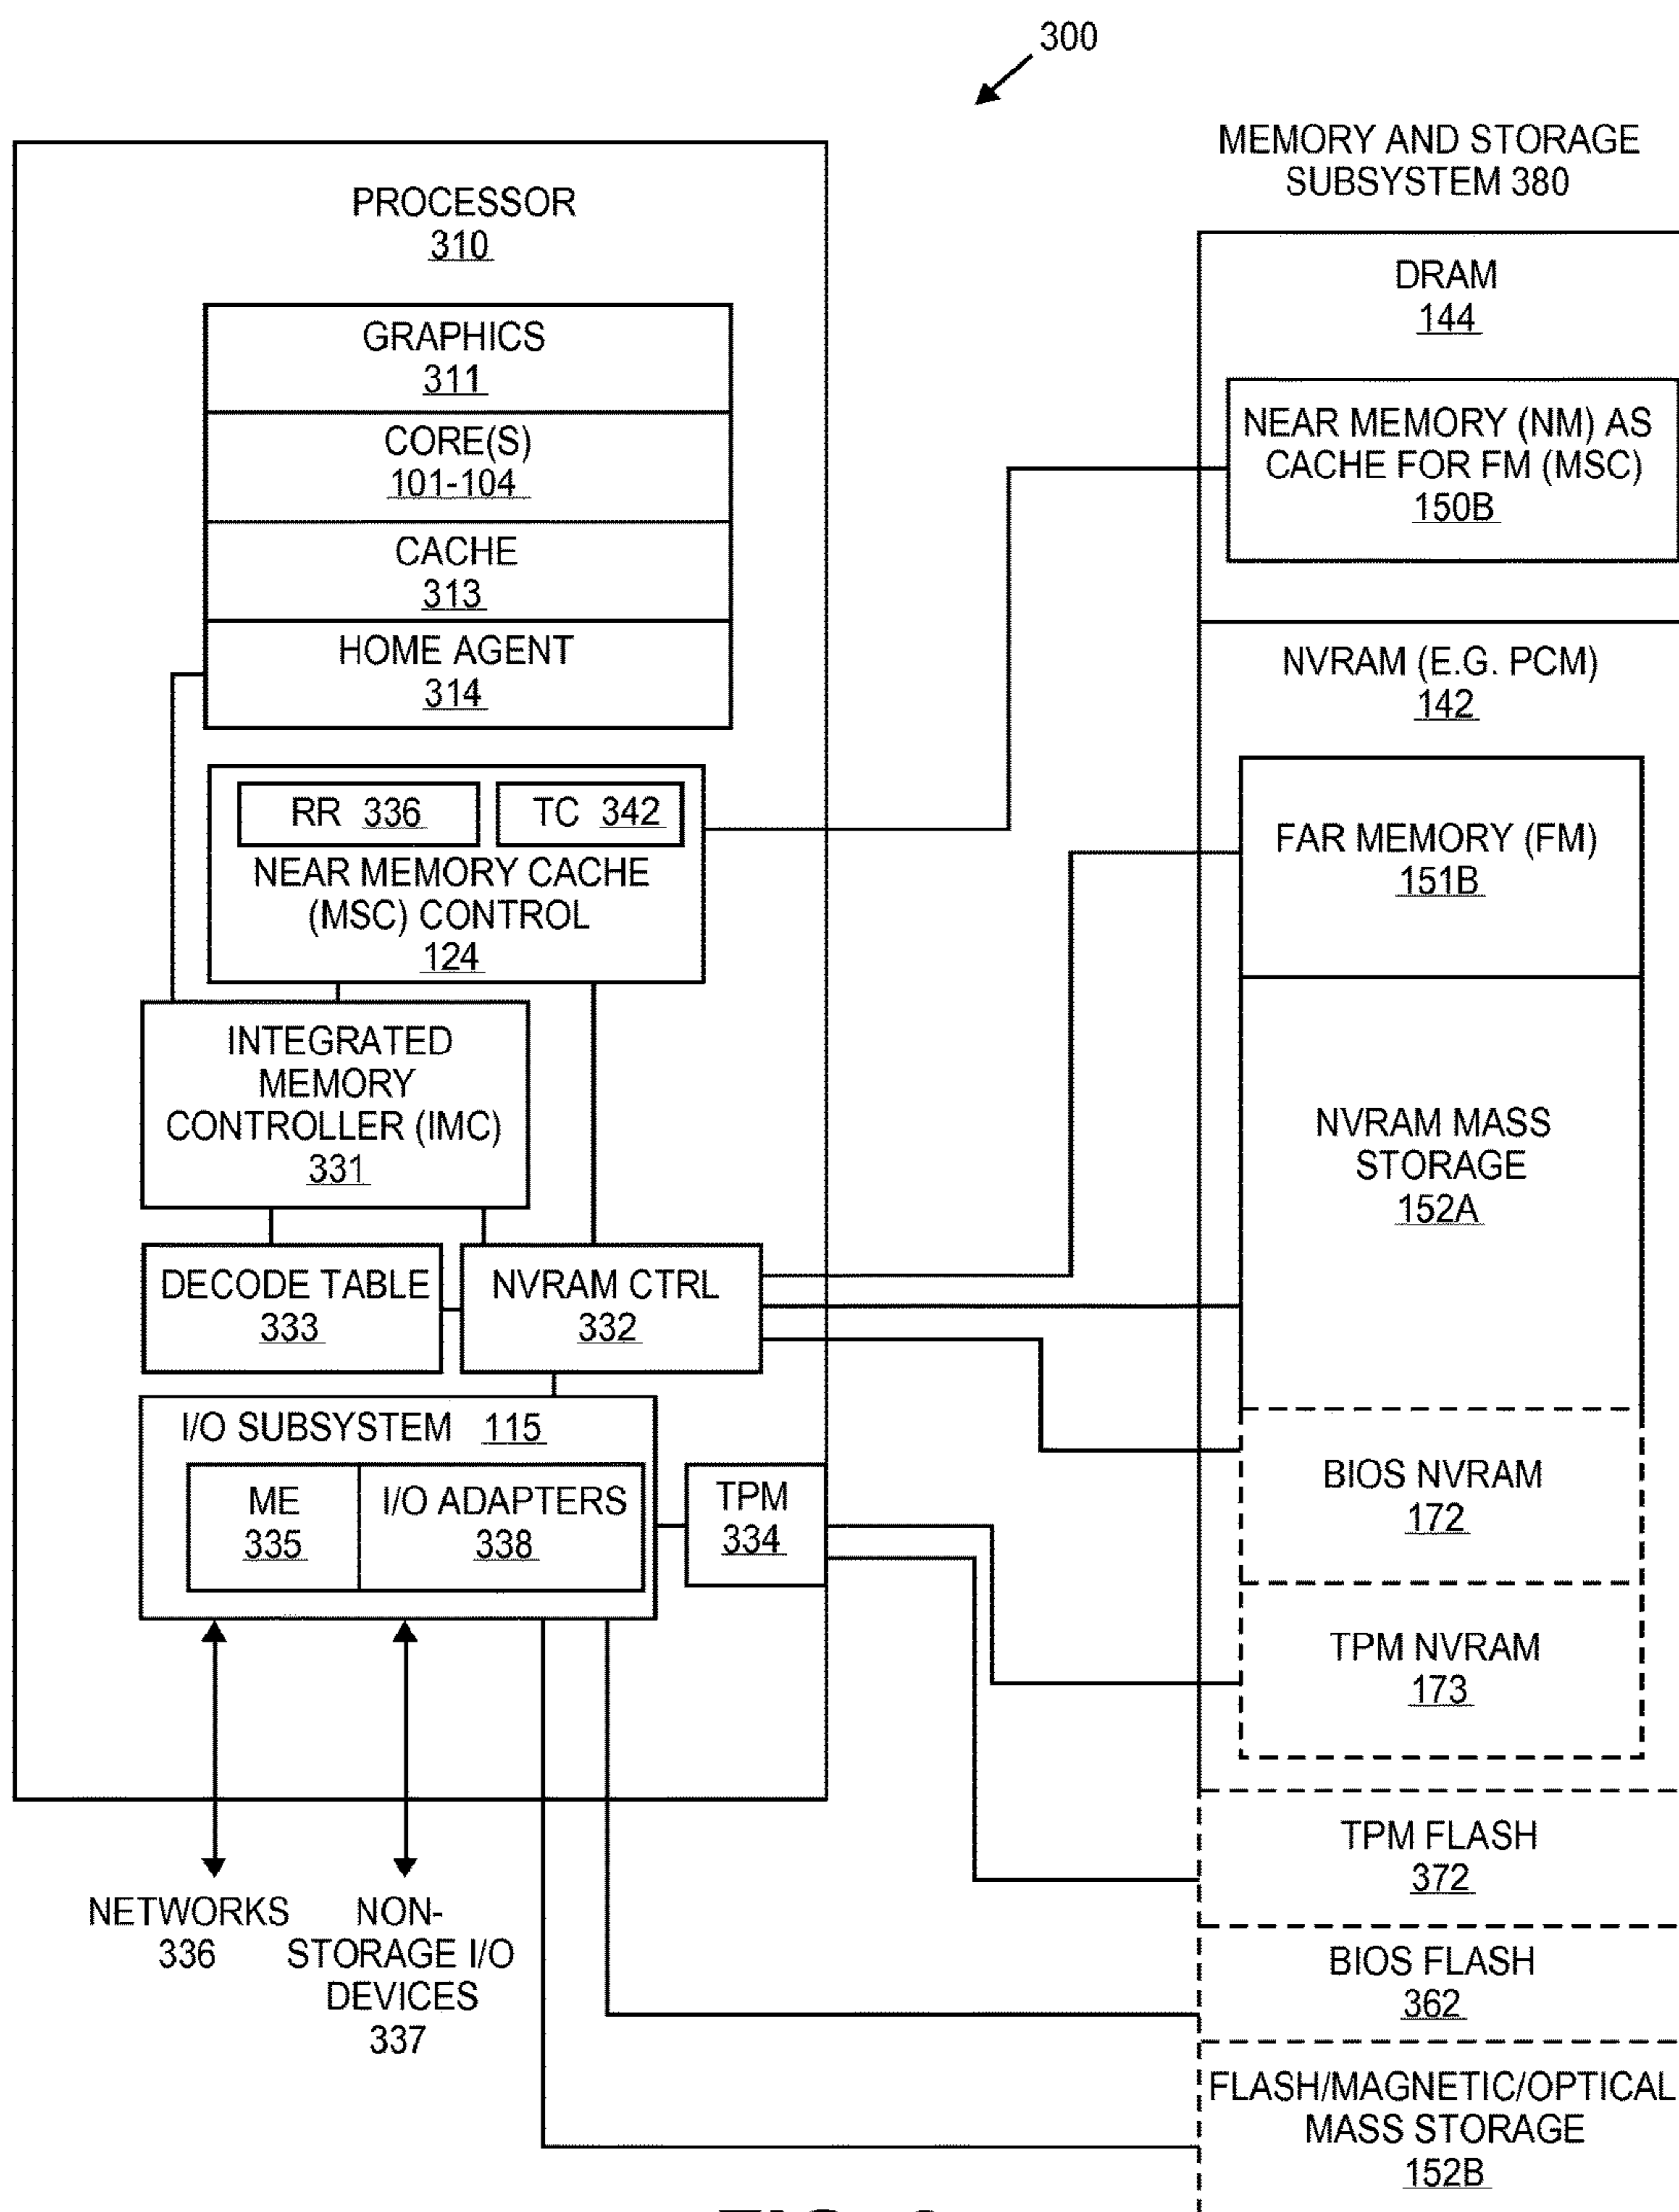 300
MEMORY AND STORAGE
SUBSYSTEM 380
PROCESSOR
310
GRAPHICS
311
CORE(S)
101-104
CACHE
313
HOME AGENT
314
RR 336
TC 342
NEAR MEMORY CACHE
(MSC) CONTROL
124
INTEGRATED
MEMORY
CONTROLLER (IMC)
331
DECODE TABLE
333
NVRAM CTRL
332
I/O SUBSYSTEM 115
ME
335
I/O ADAPTERS
338
TPM
334
NETWORKS
336
NON-
STORAGE I/O
DEVICES
337
DRAM
144
NEAR MEMORY (NM) AS
CACHE FOR FM (MSC)
150B
NVRAM (E.G. PCM)
142
FAR MEMORY (FM)
151B
NVRAM MASS
STORAGE
152A
BIOS NVRAM
172
TPM NVRAM
173
TPM FLASH
372
BIOS FLASH
362
FLASH/MAGNETIC/OPTICAL
MASS STORAGE
152B